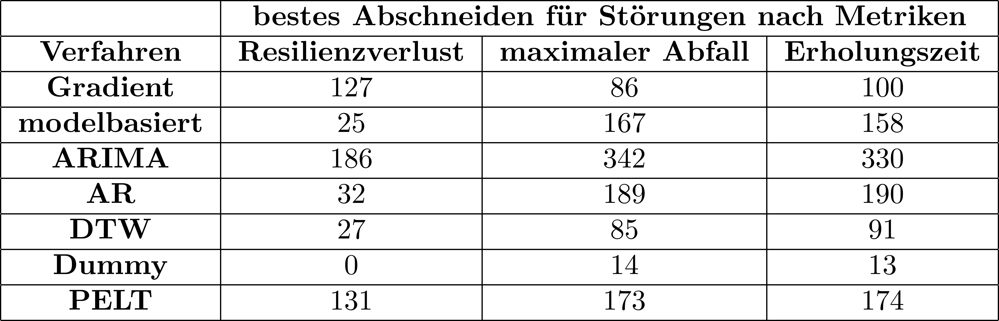 bestes Abschneiden für Störungen nach Metriken
Verfahren Resilienzverlust maximaler Abfall Erholungszeit
Gradient 127 86 100
modelbasiert 25 167 158
ARIMA 186 342 330
AR 32 189 190
DTW 27 85 91
Dummy 0 14 13
PELT 131 173 174